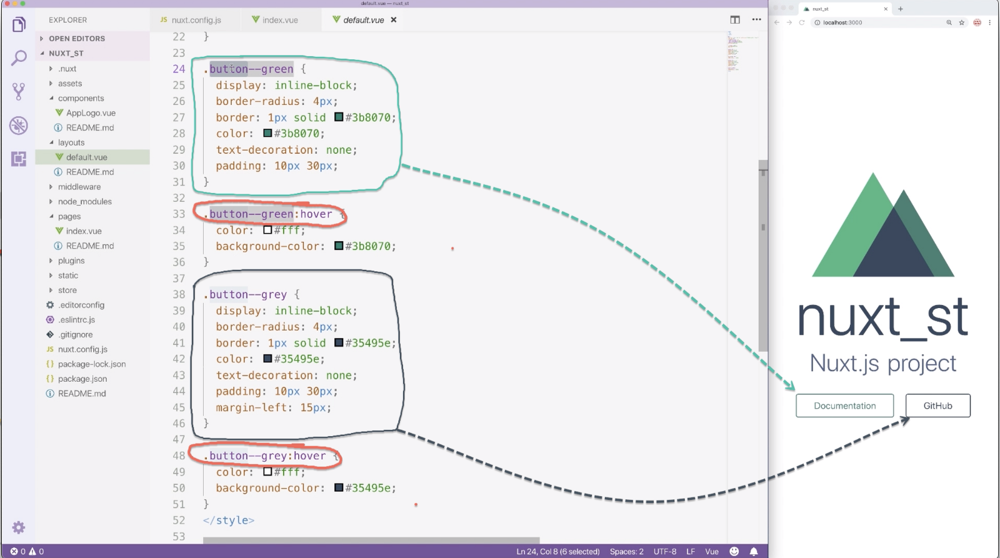 default.vue — nuxt_st
EXPLORER
OPEN EDITORS
NUXT_ST
.nuxt
assets
components
AppLogo.vue
README.md
layouts
default.vue
README.md
middleware
node_modules
pages
index.vue
README.md
plugins
static
store
.editorconfig
.eslintrc.js
.gitignore
JS nuxt.config.js
{} package-lock.json
{} package.json
README.md
JS nuxt.config.js
index.vue
default.vue ×
22 }
23
24 .button--green {
25 display: inline-block;
26 border-radius: 4px;
27 border: 1px solid #3b8070;
28 color: #3b8070;
29 text-decoration: none;
30 padding: 10px 30px;
31 }
32
33 .button--green:hover {
34 color: #fff;
35 background-color: #3b8070;
36 }
37
38 .button--grey {
39 display: inline-block;
40 border-radius: 4px;
41 border: 1px solid #35495e;
42 color: #35495e;
43 text-decoration: none;
44 padding: 10px 30px;
45 margin-left: 15px;
46 }
47
48 .button--grey:hover {
49 color: #fff;
50 background-color: #35495e;
51 }
52 </style>
53
0 0
Ln 24, Col 8 (6 selected) Spaces: 2 UTF-8 LF Vue
nuxt_st
localhost:3000
nuxt_st
Nuxt.js project
Documentation
GitHub